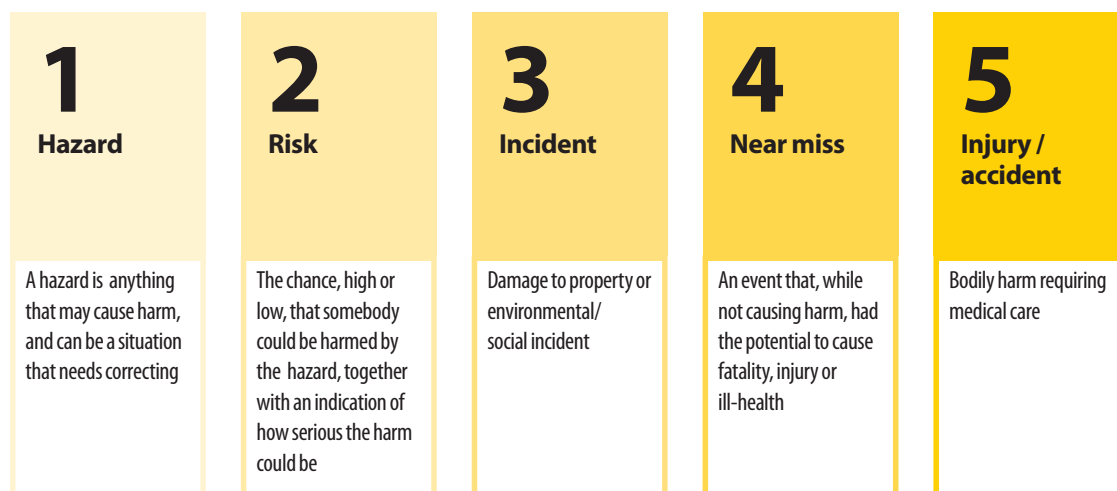 1
Hazard
A hazard is anything
that may cause harm,
and can be a situation
that needs correcting
2
Risk
The chance, high or
low, that somebody
could be harmed by
the hazard, together
with an indication of
how serious the harm
could be
3
Incident
Damage to property or
environmental/
social incident
4
Near miss
An event that, while
not causing harm, had
the potential to cause
fatality, injury or
ill-health
5
Injury /
accident
Bodily harm requiring
medical care